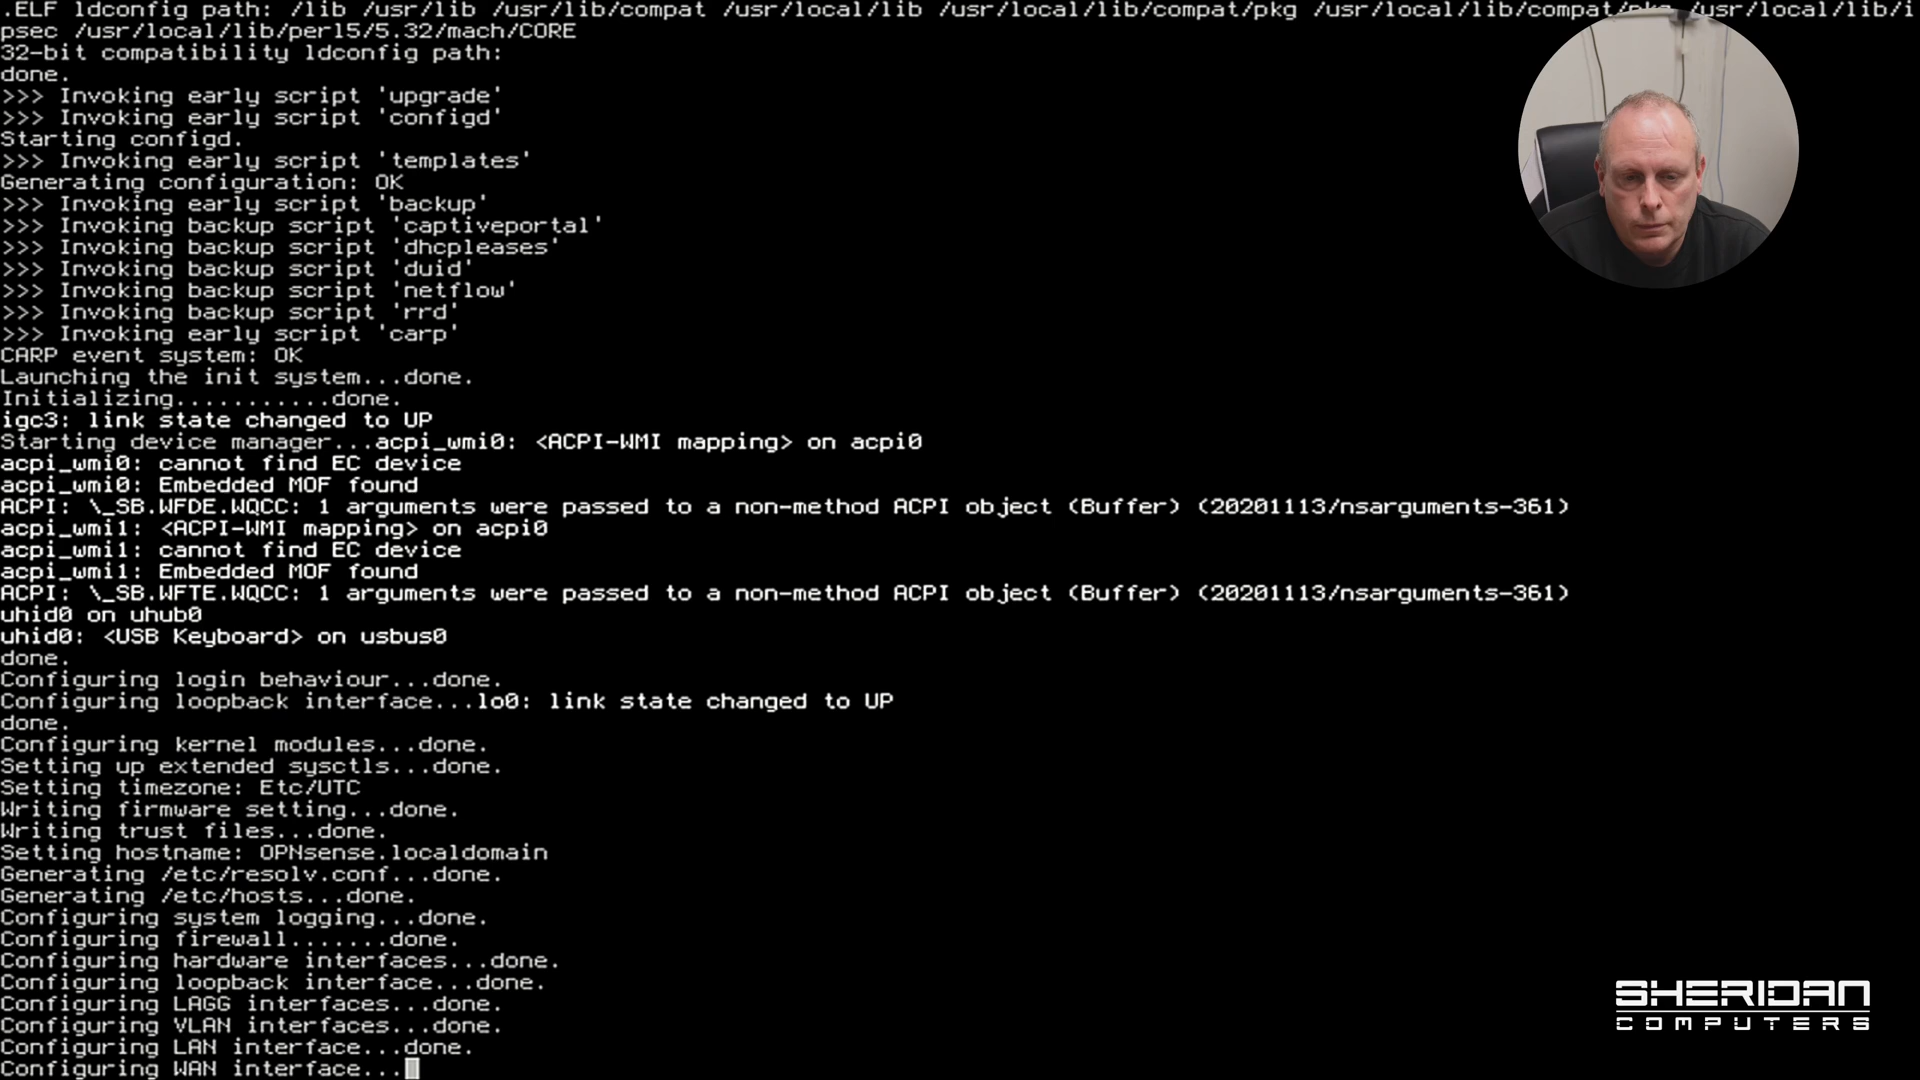 .ELF ldconfig path: /lib /usr/lib /usr/lib/compat /usr/local/lib /usr/local/lib/compat/pkg /usr/local/lib/compat/pkg /usr/local/lib/i
psec /usr/local/lib/perl5/5.32/mach/CORE
32-bit compatibility ldconfig path:
done.
>>> Invoking early script 'upgrade'
>>> Invoking early script 'configd'
Starting configd.
>>> Invoking early script 'templates'
Generating configuration: OK
>>> Invoking early script 'backup'
>>> Invoking backup script 'captiveportal'
>>> Invoking backup script 'dhcpleases'
>>> Invoking backup script 'duid'
>>> Invoking backup script 'netflow'
>>> Invoking backup script 'rrd'
>>> Invoking early script 'carp'
CARP event system: OK
Launching the init system...done.
Initializing...........done.
igc3: link state changed to UP
Starting device manager...acpi_wmi0: <ACPI-WMI mapping> on acpi0
acpi_wmi0: cannot find EC device
acpi_wmi0: Embedded MOF found
ACPI: \_SB.WFDE.WQCC: 1 arguments were passed to a non-method ACPI object (Buffer) (20201113/nsarguments-361)
acpi_wmi1: <ACPI-WMI mapping> on acpi0
acpi_wmi1: cannot find EC device
acpi_wmi1: Embedded MOF found
ACPI: \_SB.WFTE.WQCC: 1 arguments were passed to a non-method ACPI object (Buffer) (20201113/nsarguments-361)
uhid0 on uhub0
uhid0: <USB Keyboard> on usbus0
done.
Configuring login behaviour...done.
Configuring loopback interface...lo0: link state changed to UP
done.
Configuring kernel modules...done.
Setting up extended sysctls...done.
Setting timezone: Etc/UTC
Writing firmware setting...done.
Writing trust files...done.
Setting hostname: OPNsense.localdomain
Generating /etc/resolv.conf...done.
Generating /etc/hosts...done.
Configuring system logging...done.
Configuring firewall.......done.
Configuring hardware interfaces...done.
Configuring loopback interface...done.
Configuring LAGG interfaces...done.
Configuring VLAN interfaces...done.
Configuring LAN interface...done.
Configuring WAN interface...
SHERIDAN
COMPUTERS